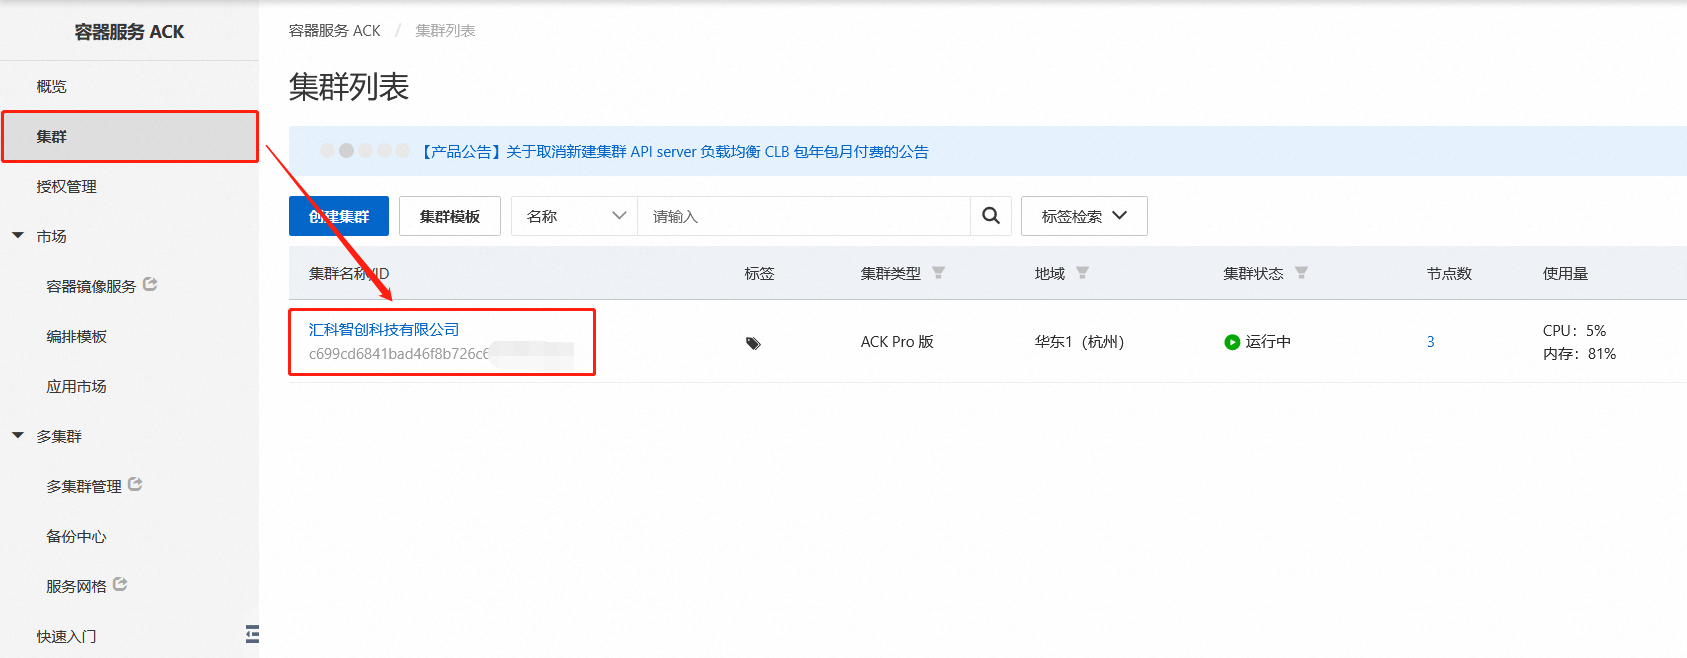 容器服务 ACK
概览
集群
授权管理
市场
容器镜像服务
编排模板
应用市场
多集群
多集群管理
备份中心
服务网格
快速入门
容器服务 ACK / 集群列表
集群列表
【产品公告】关于取消新建集群 API server 负载均衡 CLB 包年包月付费的公告
创建集群 集群模板 名称 请输入 标签检索
集群名称/ID 标签 集群类型 地域 集群状态 节点数 使用量
汇科智创科技有限公司
c699cd6841bad46f8b726c6
ACK Pro 版 华东1（杭州） 运行中 3
CPU：5%
内存：81%